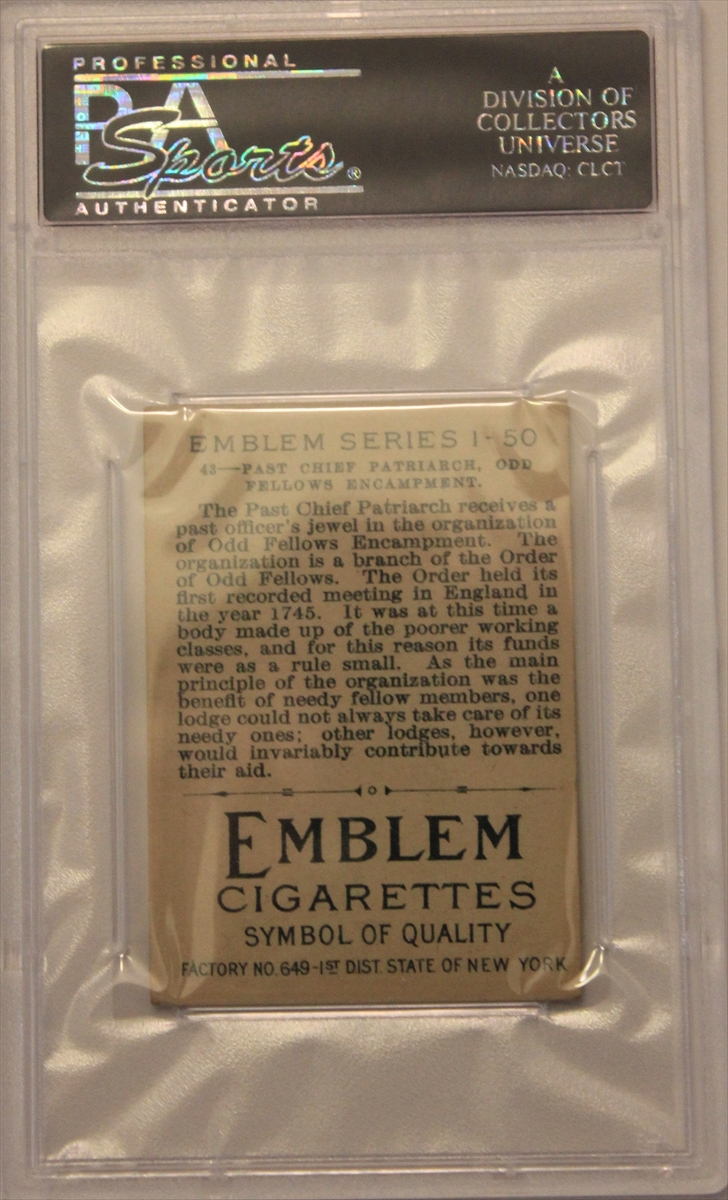 PROFESSIONAL
PSA
Sports®
AUTHENTICATOR
A
DIVISION OF
COLLECTORS
UNIVERSE
NASDAQ: CLCT
EMBLEM SERIES 1-50
43—PAST CHIEF PATRIARCH, ODD
FELLOWS ENCAMPMENT.
The Past Chief Patriarch receives a
past officer's jewel in the organization
of Odd Fellows Encampment. The
organization is a branch of the Order
of Odd Fellows. The Order held its
first recorded meeting in England in
the year 1745. It was at this time a
body made up of the poorer working
classes, and for this reason its funds
were as a rule small. As the main
principle of the organization was the
benefit of needy fellow members, one
lodge could not always take care of its
needy ones; other lodges, however,
would invariably contribute towards
their aid.
EMBLEM
CIGARETTES
SYMBOL OF QUALITY
FACTORY NO. 649-1ST DIST. STATE OF NEW YORK